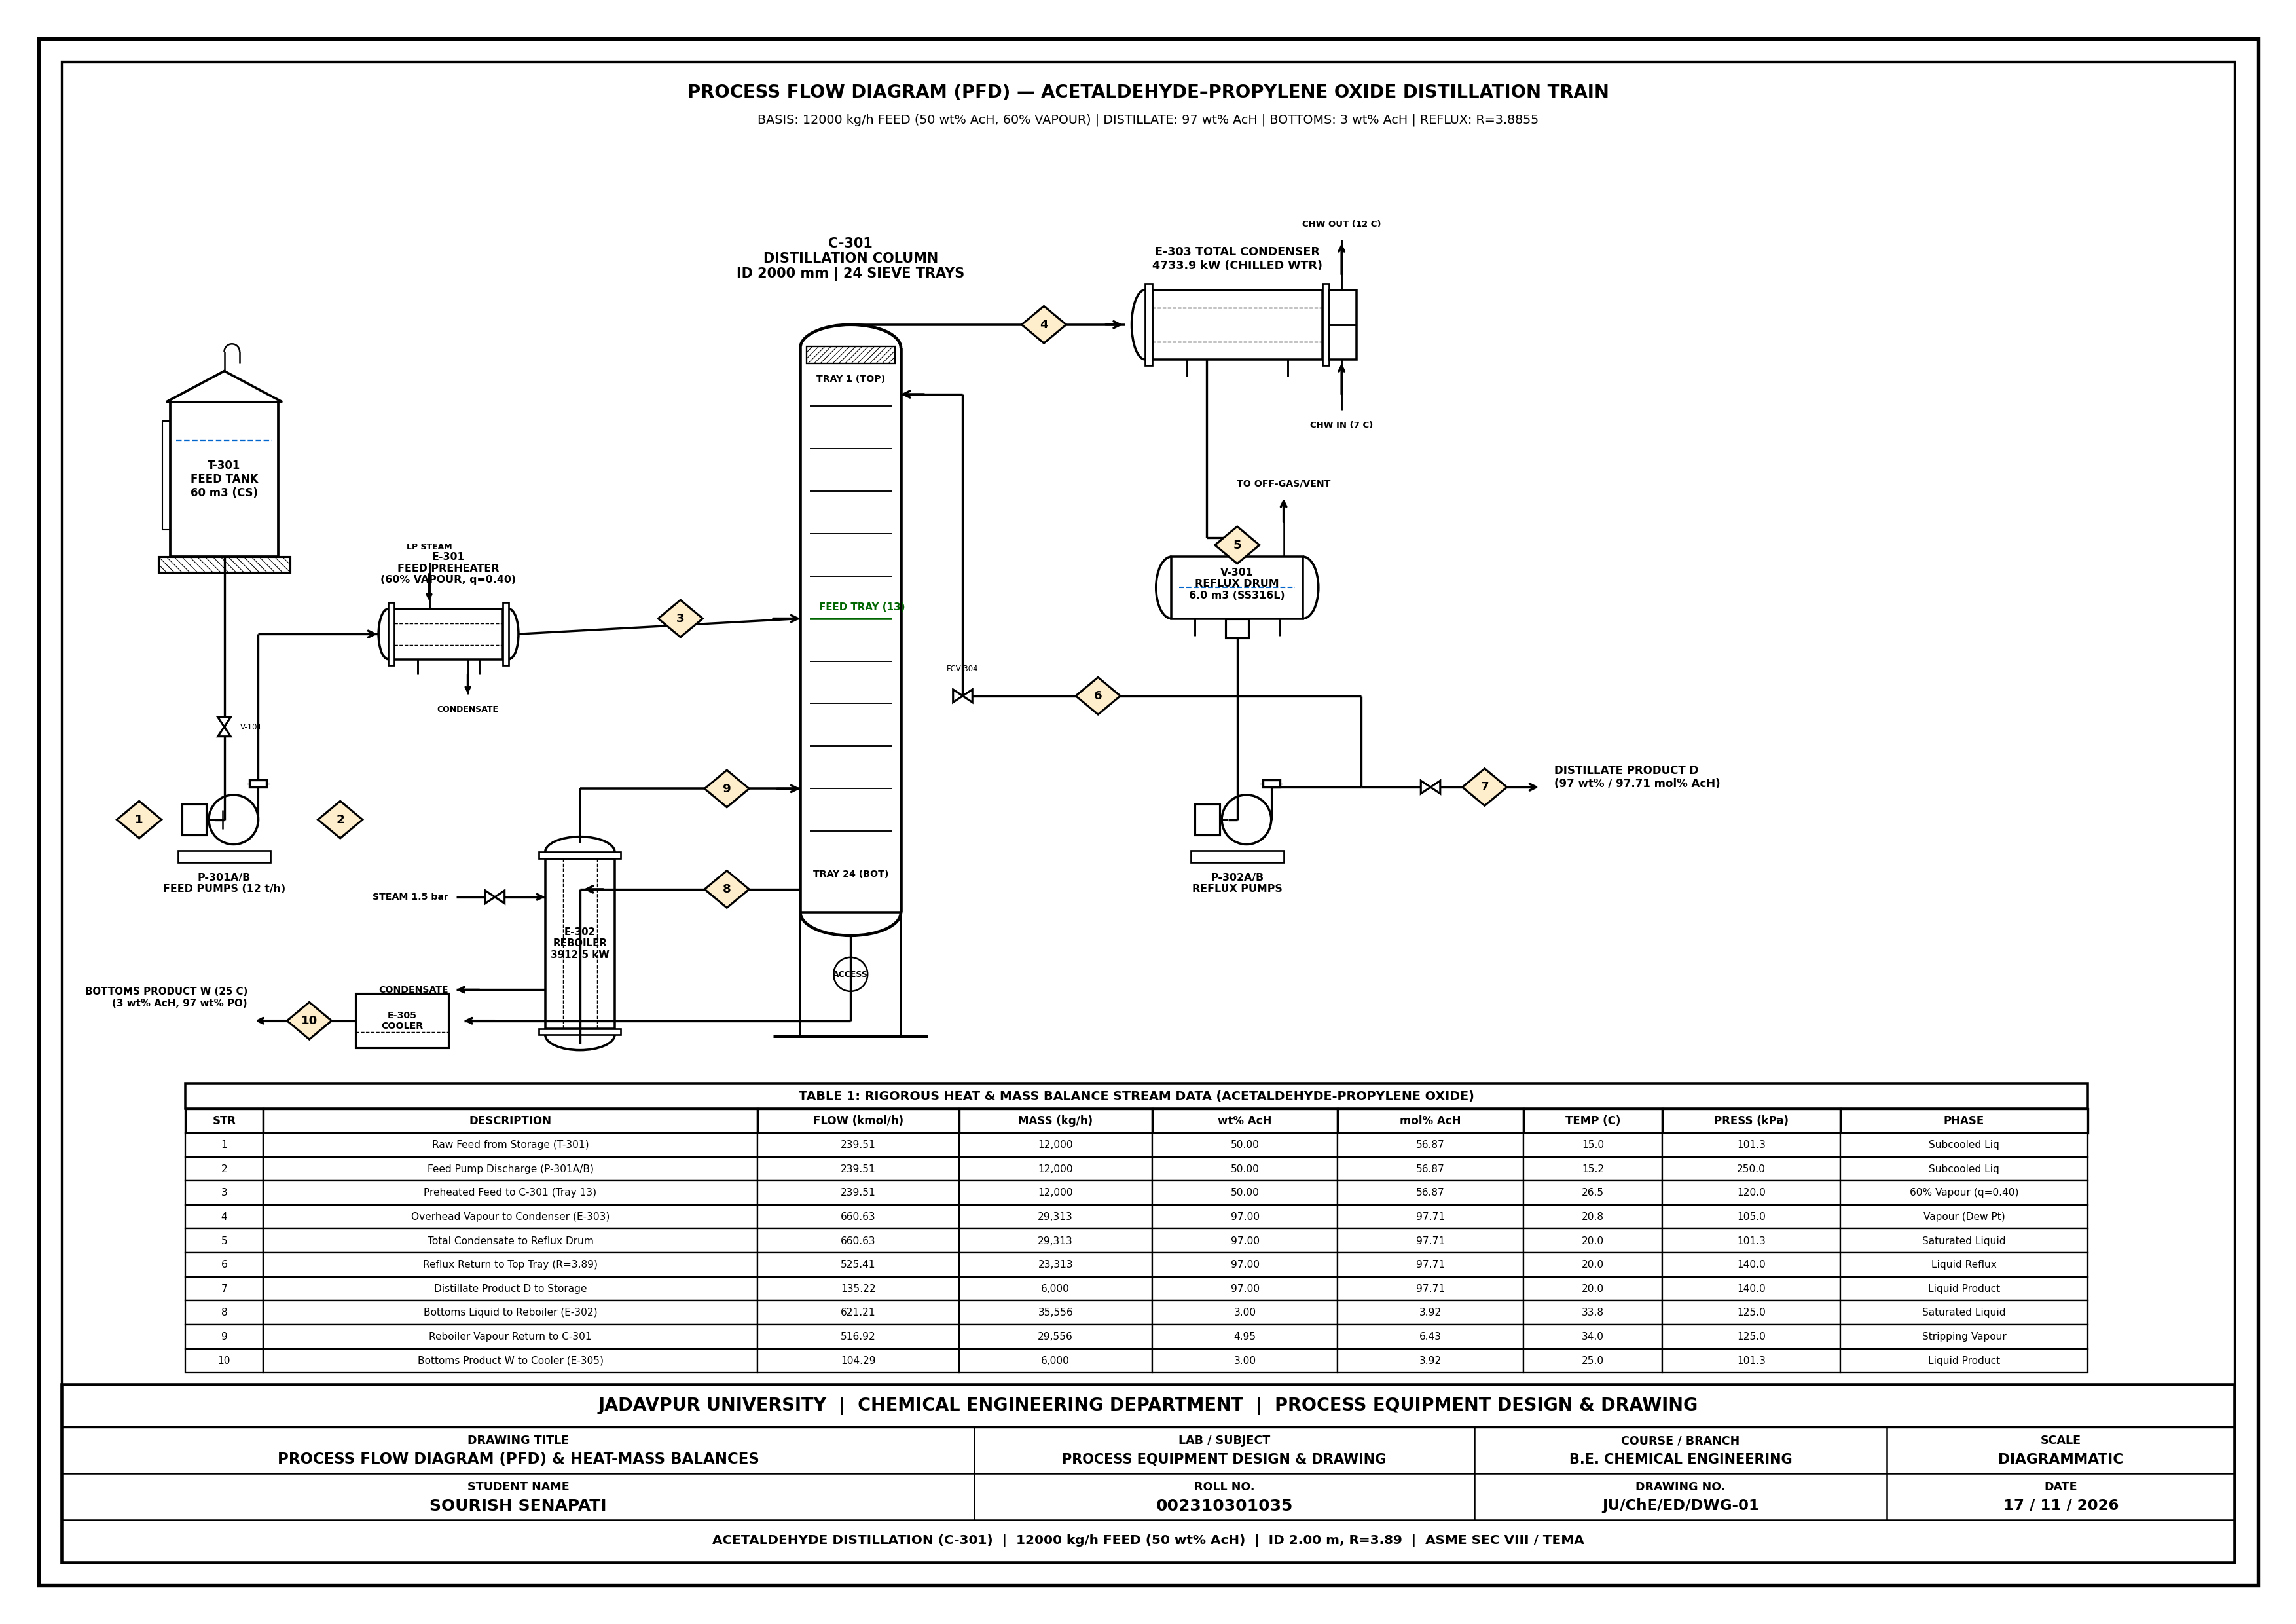 PROCESS FLOW DIAGRAM (PFD) — ACETALDEHYDE–PROPYLENE OXIDE DISTILLATION TRAIN
BASIS: 12000 kg/h FEED (50 wt% AcH, 60% VAPOUR) | DISTILLATE: 97 wt% AcH | BOTTOMS: 3 wt% AcH | REFLUX: R=3.8855
CHW OUT (12 C)
C-301
DISTILLATION COLUMN
ID 2000 mm | 24 SIEVE TRAYS
E-303 TOTAL CONDENSER
4733.9 kW (CHILLED WTR)
4
TRAY 1 (TOP)
CHW IN (7 C)
T-301
FEED TANK
60 m3 (CS)
TO OFF-GAS/VENT
LP STEAM
E-301
FEED PREHEATER
(60% VAPOUR, q=0.40)
5
V-301
REFLUX DRUM
6.0 m3 (SS316L)
3
FEED TRAY (13)
FCV-304
6
CONDENSATE
V-101
DISTILLATE PRODUCT D
(97 wt% / 97.71 mol% AcH)
7
9
1
2
P-301A/B
FEED PUMPS (12 t/h)
P-302A/B
REFLUX PUMPS
TRAY 24 (BOT)
8
STEAM 1.5 bar
E-302
REBOILER
3912.5 kW
ACCESS
CONDENSATE
BOTTOMS PRODUCT W (25 C)
(3 wt% AcH, 97 wt% PO)
10
E-305
COOLER
TABLE 1: RIGOROUS HEAT & MASS BALANCE STREAM DATA (ACETALDEHYDE-PROPYLENE OXIDE)
STR DESCRIPTION FLOW (kmol/h) MASS (kg/h) wt% AcH mol% AcH TEMP (C) PRESS (kPa) PHASE
1 Raw Feed from Storage (T-301) 239.51 12,000 50.00 56.87 15.0 101.3 Subcooled Liq
2 Feed Pump Discharge (P-301A/B) 239.51 12,000 50.00 56.87 15.2 250.0 Subcooled Liq
3 Preheated Feed to C-301 (Tray 13) 239.51 12,000 50.00 56.87 26.5 120.0 60% Vapour (q=0.40)
4 Overhead Vapour to Condenser (E-303) 660.63 29,313 97.00 97.71 20.8 105.0 Vapour (Dew Pt)
5 Total Condensate to Reflux Drum 660.63 29,313 97.00 97.71 20.0 101.3 Saturated Liquid
6 Reflux Return to Top Tray (R=3.89) 525.41 23,313 97.00 97.71 20.0 140.0 Liquid Reflux
7 Distillate Product D to Storage 135.22 6,000 97.00 97.71 20.0 140.0 Liquid Product
8 Bottoms Liquid to Reboiler (E-302) 621.21 35,556 3.00 3.92 33.8 125.0 Saturated Liquid
9 Reboiler Vapour Return to C-301 516.92 29,556 4.95 6.43 34.0 125.0 Stripping Vapour
10 Bottoms Product W to Cooler (E-305) 104.29 6,000 3.00 3.92 25.0 101.3 Liquid Product
JADAVPUR UNIVERSITY | CHEMICAL ENGINEERING DEPARTMENT | PROCESS EQUIPMENT DESIGN & DRAWING
DRAWING TITLE LAB / SUBJECT COURSE / BRANCH SCALE
PROCESS FLOW DIAGRAM (PFD) & HEAT-MASS BALANCES PROCESS EQUIPMENT DESIGN & DRAWING B.E. CHEMICAL ENGINEERING DIAGRAMMATIC
STUDENT NAME ROLL NO. DRAWING NO. DATE
SOURISH SENAPATI 002310301035 JU/ChE/ED/DWG-01 17 / 11 / 2026
ACETALDEHYDE DISTILLATION (C-301) | 12000 kg/h FEED (50 wt% AcH) | ID 2.00 m, R=3.89 | ASME SEC VIII / TEMA